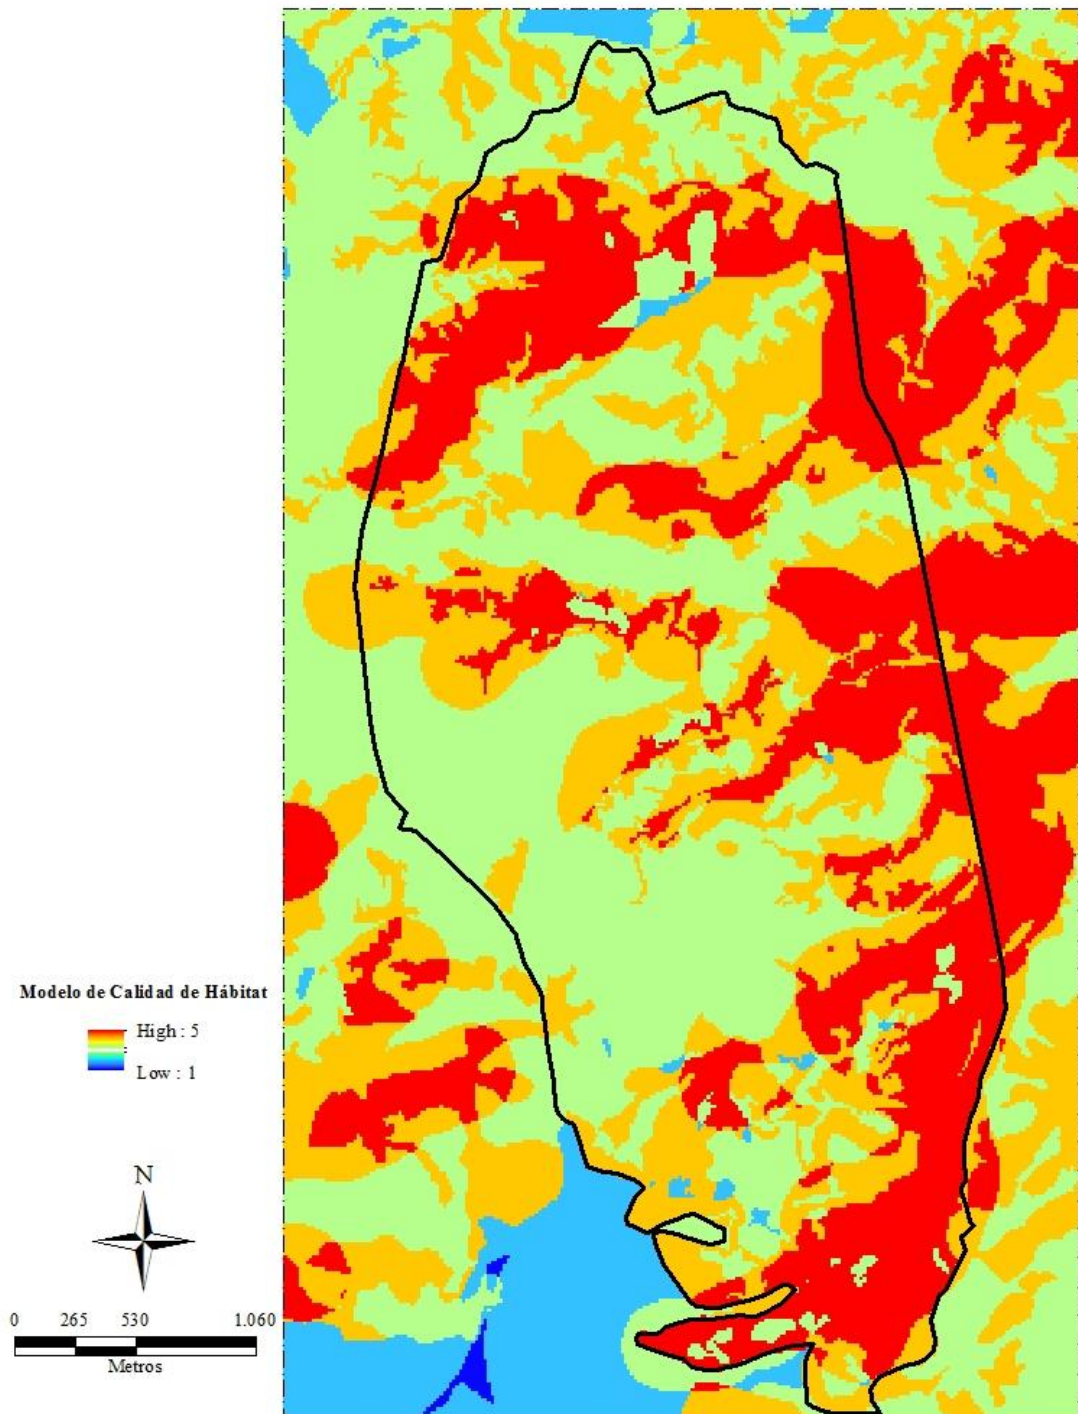 Modelo de Calidad de Hábitat
High : 5
Low : 1
N
0 265 530 1.060
Metros